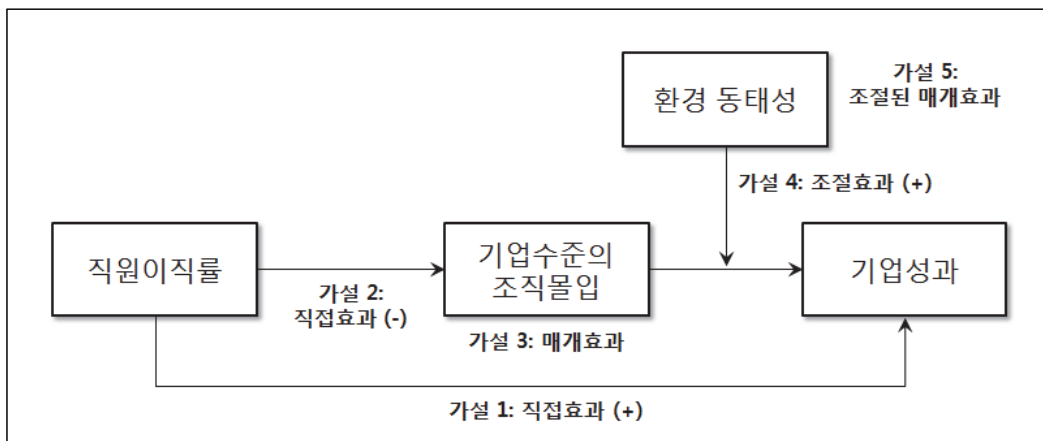 환경 동태성
가설 5:
조절된 매개효과
가설 4: 조절효과 (+)
직원이직률
가설 2:
직접효과 (-)
기업수준의
조직몰입
가설 3: 매개효과
기업성과
가설 1: 직접효과 (+)